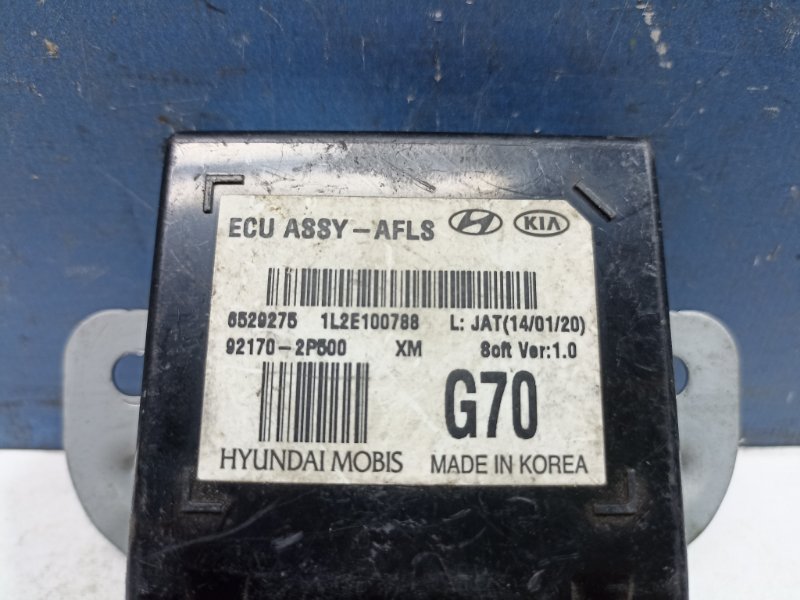 ECU ASSY-AFLS KIA
6529275 1L2E100788 L: JAT(14/01/20)
92170-2P500 XM Soft Ver:1.0
G70
HYUNDAI MOBIS MADE IN KOREA